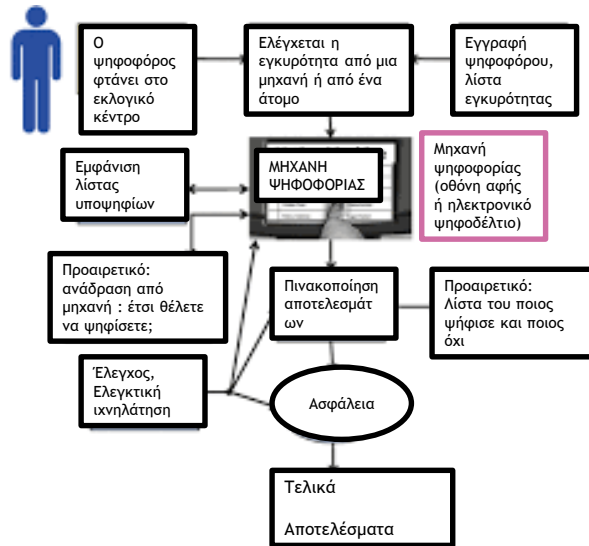 Ο
ψηφοφόρος
φτάνει στο
εκλογικό
κέντρο
Ελέγχεται η
εγκυρότητα από μια
μηχανή ή από ένα
άτομο
Εγγραφή
ψηφοφόρου,
λίστα
εγκυρότητας
Εμφάνιση
λίστας
υποψηφίων
ΜΗΧΑΝΗ
ΨΗΦΟΦΟΡΙΑΣ
Μηχανή
ψηφοφορίας
(οθόνη αφής
ή ηλεκτρονικό
ψηφοδέλτιο)
Προαιρετικό:
ανάδραση από
μηχανή : έτσι θέλετε
να ψηφίσετε;
Πινακοποίηση
αποτελεσμάτ
ων
Προαιρετικό:
Λίστα του ποιος
ψήφισε και ποιος
όχι
Έλεγχος,
Ελεγκτική
ιχνηλάτηση
Ασφάλεια
Τελικά
Αποτελέσματα